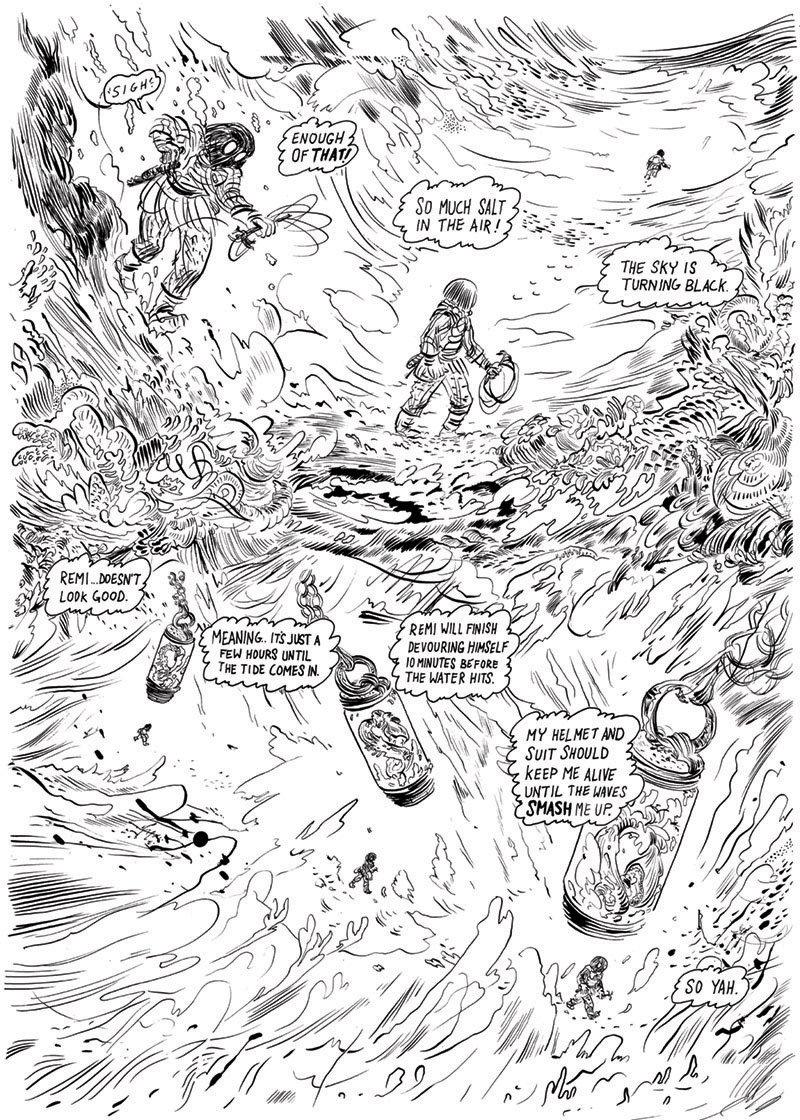 *SIGH*
ENOUGH
OF THAT!
SO MUCH SALT
IN THE AIR!
THE SKY IS
TURNING BLACK.
REMI...DOESN'T
LOOK GOOD.
MEANING.. IT'S JUST A
FEW HOURS UNTIL
THE TIDE COMES IN.
REMI WILL FINISH
DEVOURING HIMSELF
10 MINUTES BEFORE
THE WATER HITS.
MY HELMET AND
SUIT SHOULD
KEEP ME ALIVE
UNTIL THE WAVES
SMASH ME UP.
SO YAH.